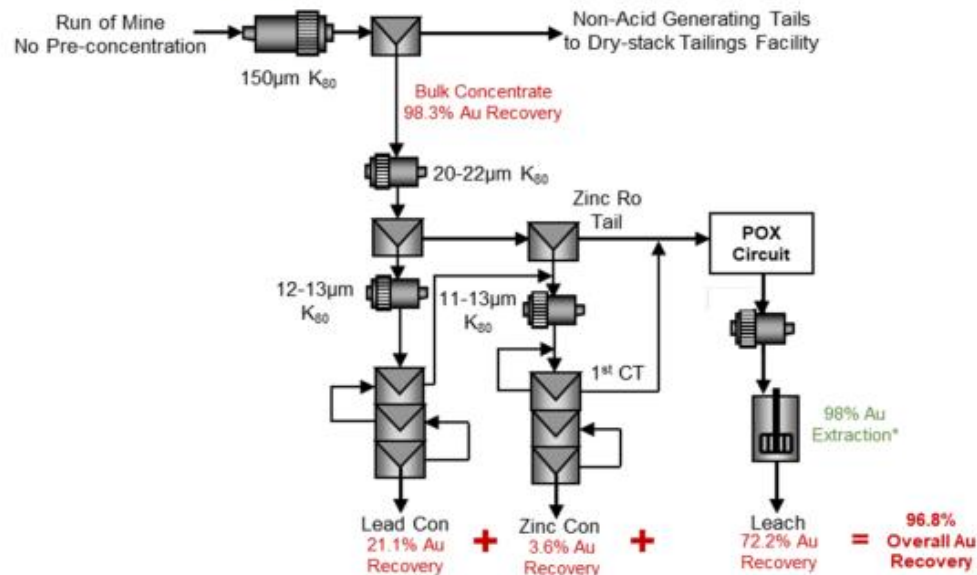 Run of Mine
No Pre-concentration
Non-Acid Generating Tails
to Dry-stack Tailings Facility
150µm K80
Bulk Concentrate
98.3% Au Recovery
20-22µm K80
Zinc Ro
Tail
POX
Circuit
12-13µm
K80
11-13µm
K80
1st CT
98% Au
Extraction*
Lead Con
21.1% Au
Recovery
+
Zinc Con
3.6% Au
Recovery
+
Leach
72.2% Au
Recovery
=
96.8%
Overall Au
Recovery